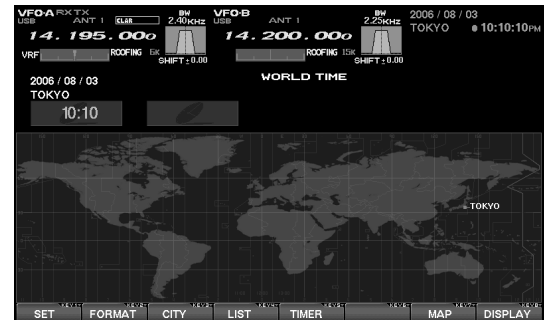 VFO-A RX TX
USB ANT 1 CLAR
BW
2.40KHZ
14. 195.000
VRF ROOFING 6K
SHIFT±0.00
VFO-B
USB ANT 1
BW
2.25KHZ
14. 200.000
ROOFING 15K
SHIFT±0.00
2006 / 08 / 03
TOKYO 10:10:10PM
2006 / 08 / 03
TOKYO
10:10
WORLD TIME
TOKYO
SET FORMAT CITY LIST TIMER MAP DISPLAY